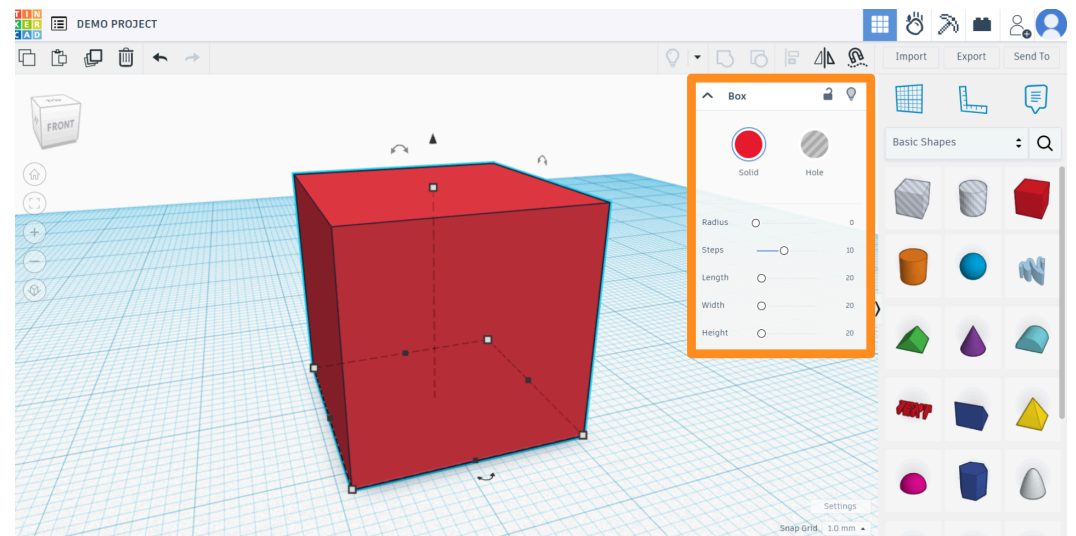 TIN
KER
CAD
DEMO PROJECT
Import
Export
Send To
TOP
FRONT
Box
Solid
Hole
Radius 0
Steps 10
Length 20
Width 20
Height 20
Basic Shapes
TEXT
Settings
Snap Grid 1.0 mm